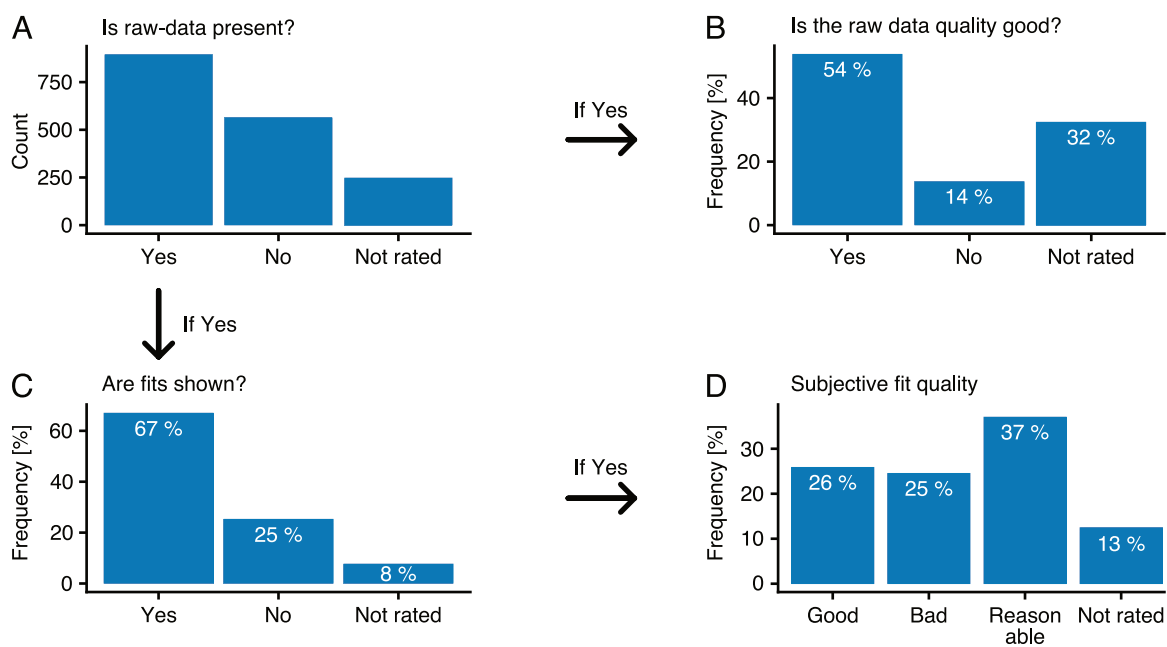 A Is raw-data present?
Count
750
500
250
0
Yes No Not rated
If Yes
B Is the raw data quality good?
Frequency [%]
40
20
0
54 %
14 %
32 %
Yes No Not rated
If Yes
C Are fits shown?
Frequency [%]
60
40
20
0
67 %
25 %
8 %
Yes No Not rated
If Yes
D Subjective fit quality
Frequency [%]
30
20
10
0
26 %
25 %
37 %
13 %
Good Bad Reason Not rated
able